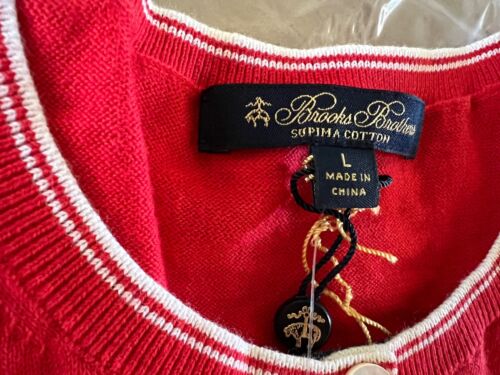 Brooks Brothers
SUPIMA COTTON
L
MADE IN
CHINA